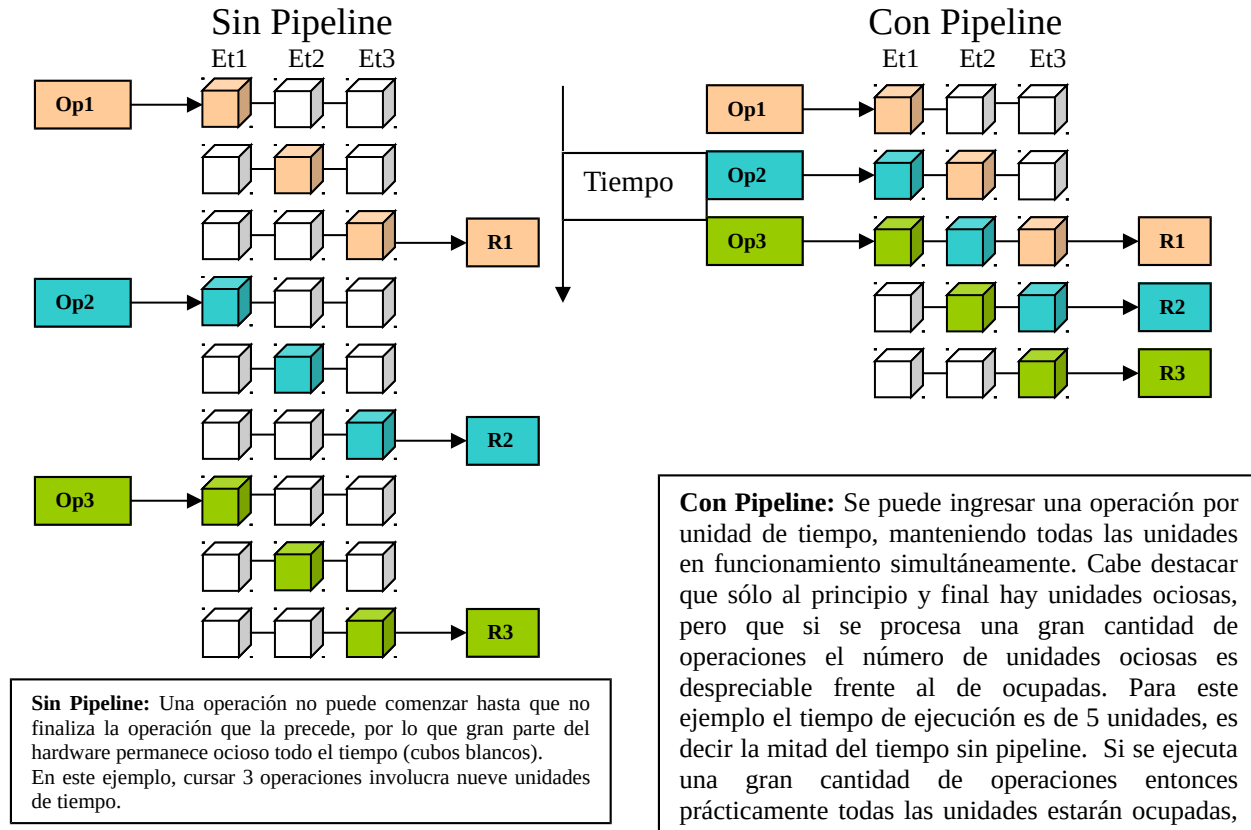 Sin Pipeline
Et1 Et2 Et3
Op1
R1
Op2
R2
Op3
R3
Sin Pipeline: Una operación no puede comenzar hasta que no
finaliza la operación que la precede, por lo que gran parte del
hardware permanece ocioso todo el tiempo (cubos blancos).
En este ejemplo, cursar 3 operaciones involucra nueve unidades
de tiempo.
Tiempo
Con Pipeline
Et1 Et2 Et3
Op1
Op2
Op3
R1
R2
R3
Con Pipeline: Se puede ingresar una operación por
unidad de tiempo, manteniendo todas las unidades
en funcionamiento simultáneamente. Cabe destacar
que sólo al principio y final hay unidades ociosas,
pero que si se procesa una gran cantidad de
operaciones el número de unidades ociosas es
despreciable frente al de ocupadas. Para este
ejemplo el tiempo de ejecución es de 5 unidades, es
decir la mitad del tiempo sin pipeline. Si se ejecuta
una gran cantidad de operaciones entonces
prácticamente todas las unidades estarán ocupadas,